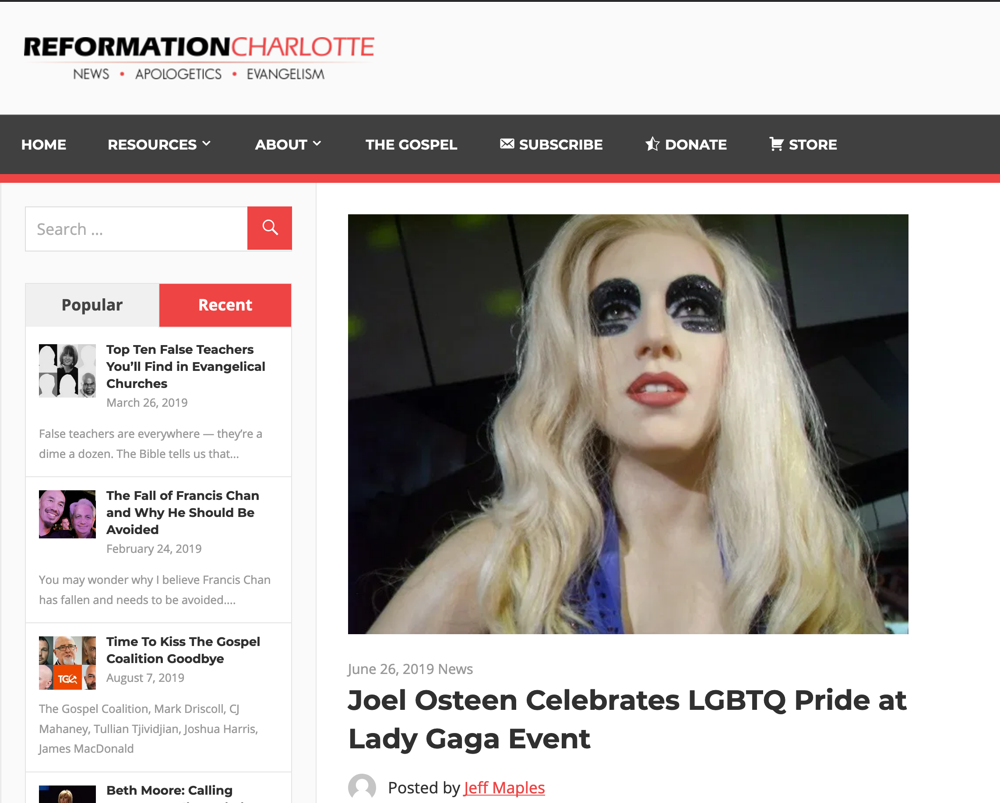 REFORMATIONCHARLOTTE
NEWS • APOLOGETICS • EVANGELISM
HOME RESOURCES ABOUT THE GOSPEL SUBSCRIBE DONATE STORE
Search ...
Popular Recent
Top Ten False Teachers
You’ll Find in Evangelical
Churches
March 26, 2019
False teachers are everywhere — they’re a
dime a dozen. The Bible tells us that...
The Fall of Francis Chan
and Why He Should Be
Avoided
February 24, 2019
You may wonder why I believe Francis Chan
has fallen and needs to be avoided....
Time To Kiss The Gospel
Coalition Goodbye
August 7, 2019
TG
The Gospel Coalition, Mark Driscoll, CJ
Mahaney, Tullian Tjividjian, Joshua Harris,
James MacDonald
Beth Moore: Calling
June 26, 2019 News
Joel Osteen Celebrates LGBTQ Pride at
Lady Gaga Event
Posted by Jeff Maples